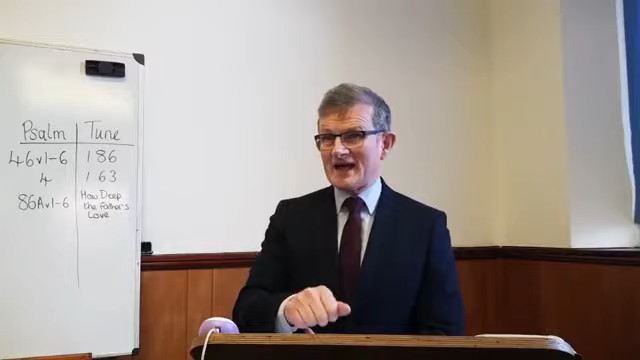 Psalm Tune
46v1-6 186
4 163
86Av1-6 How Deep
the Father's
Love